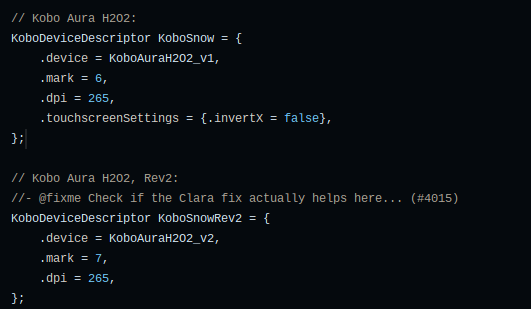 // Kobo Aura H2O2:
KoboDeviceDescriptor KoboSnow = {
    .device = KoboAuraH2O2_v1,
    .mark = 6,
    .dpi = 265,
    .touchscreenSettings = {.invertX = false},
};

// Kobo Aura H2O2, Rev2:
//- @fixme Check if the Clara fix actually helps here... (#4015)
KoboDeviceDescriptor KoboSnowRev2 = {
    .device = KoboAuraH2O2_v2,
    .mark = 7,
    .dpi = 265,
};